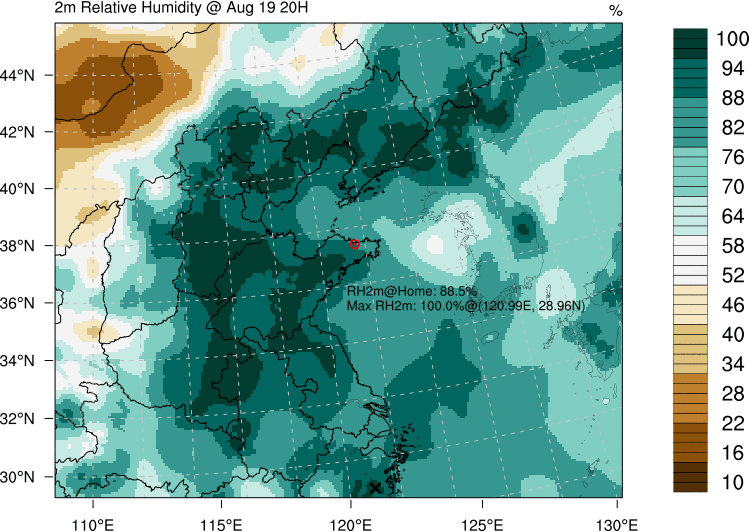 2m Relative Humidity @ Aug 19 20H
%
44°N
42°N
40°N
38°N
36°N
34°N
32°N
30°N
RH2m@Home: 88.5%
Max RH2m: 100.0%@(120.99E, 28.96N)
110°E
115°E
120°E
125°E
130°E
100
94
88
82
76
70
64
58
52
46
40
34
28
22
16
10